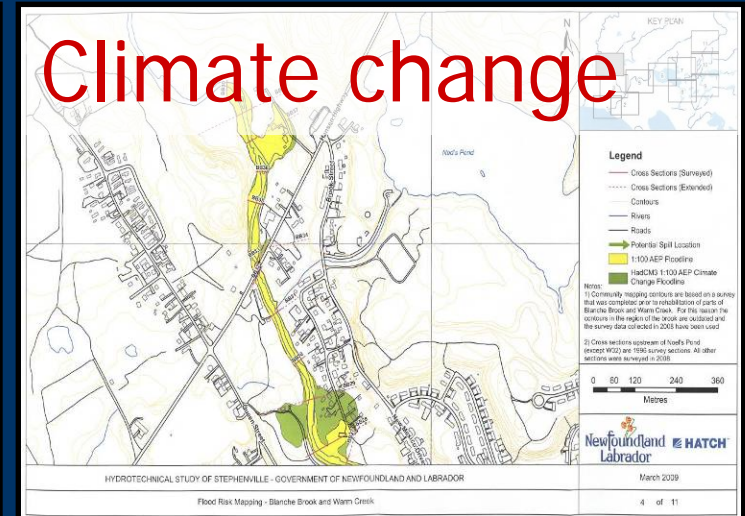 Climate change
N
KEY PLAN
Noel's Pond
Brook Street
Legend
Cross Sections (Surveyed)
Cross Sections (Extended)
Contours
Rivers
Roads
Potential Spill Location
1:100 AEP Floodline
HadCM3 1:100 AEP Climate
Change Floodline
Notes:
1) Community mapping contours are based on a survey
that was completed prior to rehabilitation of parts of
Blanche Brook and Warm Creek. For this reason the
contours in the region of the brook are outdated and
the survey data collected in 2008 have been used
2) Cross sections upstream of Noel's Pond
(except W02) are 1996 survey sections. All other
sections were surveyed in 2008
0 60 120 240 360
Metres
Newfoundland
Labrador
HATCH
HYDROTECHNICAL STUDY OF STEPHENVILLE - GOVERNMENT OF NEWFOUNDLAND AND LABRADOR
March 2009
Flood Risk Mapping - Blanche Brook and Warm Creek
4 of 11